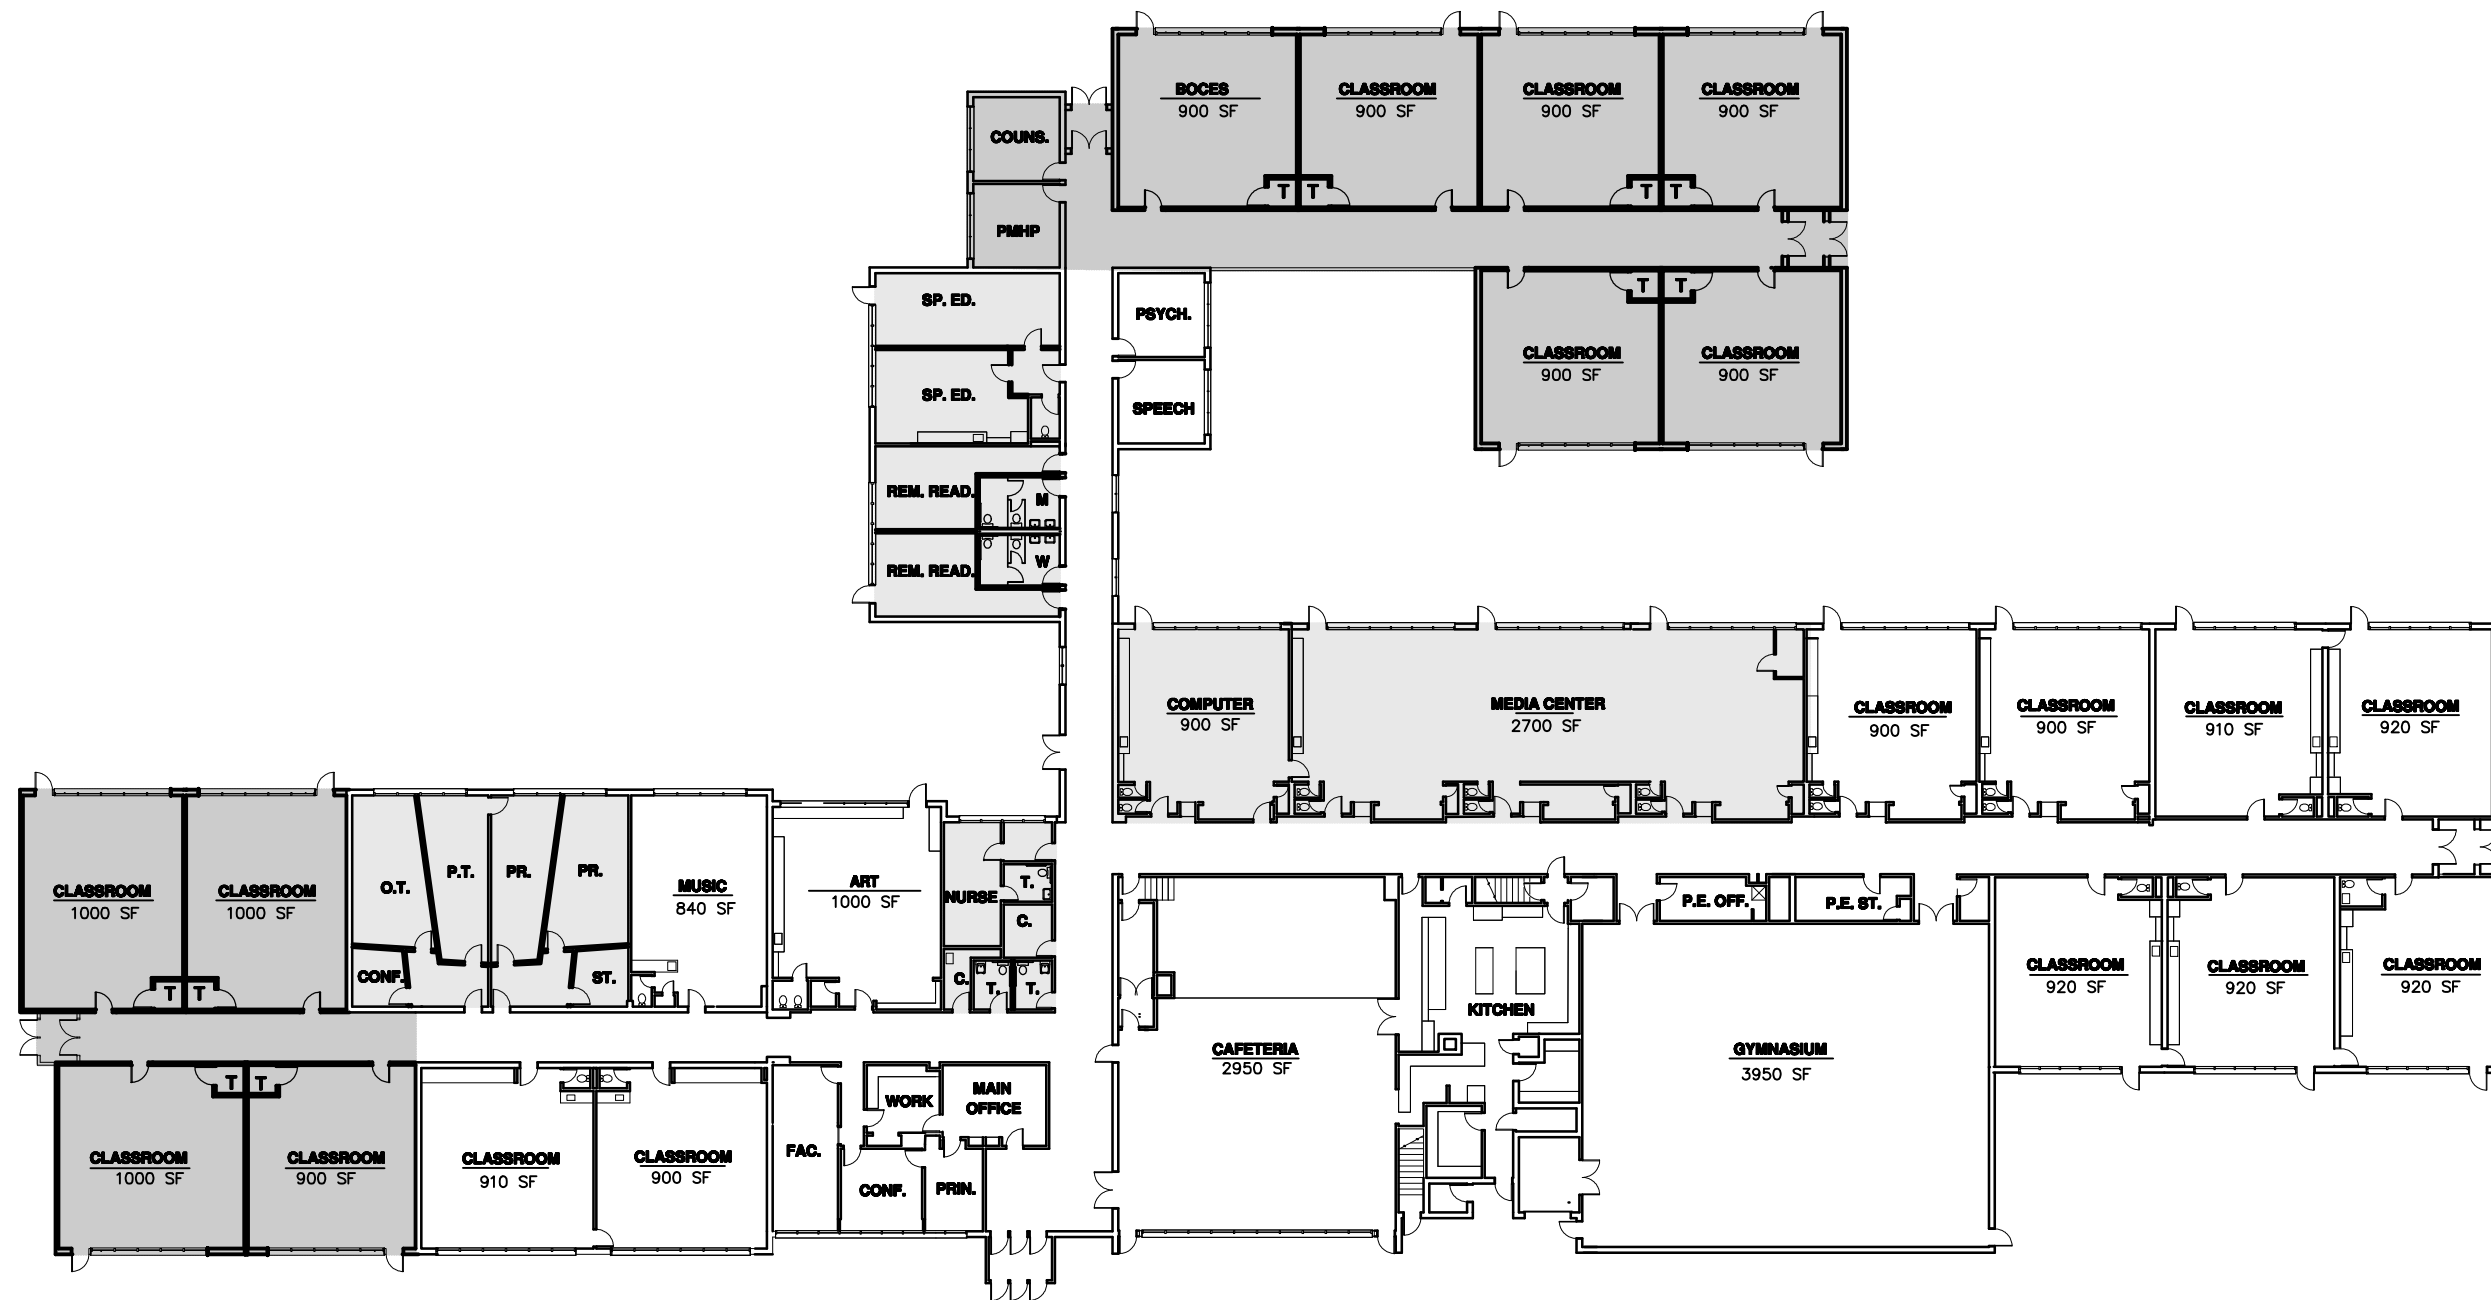 BOCES
900 SF
CLASSROOM
900 SF
CLASSROOM
900 SF
CLASSROOM
900 SF
COUNS.
T
T
T
T
PMHP
SP. ED.
PSYCH.
T
T
CLASSROOM
900 SF
CLASSROOM
900 SF
SP. ED.
SPEECH
REM. READ.
M
REM. READ.
W
COMPUTER
900 SF
MEDIA CENTER
2700 SF
CLASSROOM
900 SF
CLASSROOM
900 SF
CLASSROOM
910 SF
CLASSROOM
920 SF
CLASSROOM
1000 SF
CLASSROOM
1000 SF
O.T.
P.T.
PR.
PR.
MUSIC
840 SF
ART
1000 SF
NURSE
T.
C.
P.E. OFF.
P.E. ST.
T
T
CONF.
ST.
C.
T.
T.
KITCHEN
CLASSROOM
920 SF
CLASSROOM
920 SF
CLASSROOM
920 SF
CAFETERIA
2950 SF
GYMNASIUM
3950 SF
T
T
WORK
MAIN
OFFICE
CLASSROOM
1000 SF
CLASSROOM
900 SF
CLASSROOM
910 SF
CLASSROOM
900 SF
FAC.
CONF.
PRIN.